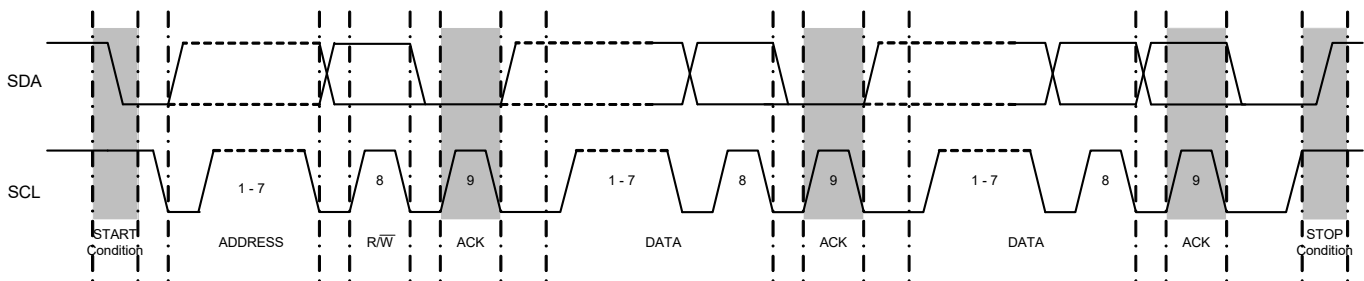 SDA
SCL
1 - 7
8
9
1 - 7
8
9
1 - 7
8
9
START
Condition
ADDRESS
R/W̅
ACK
DATA
ACK
DATA
ACK
STOP
Condition